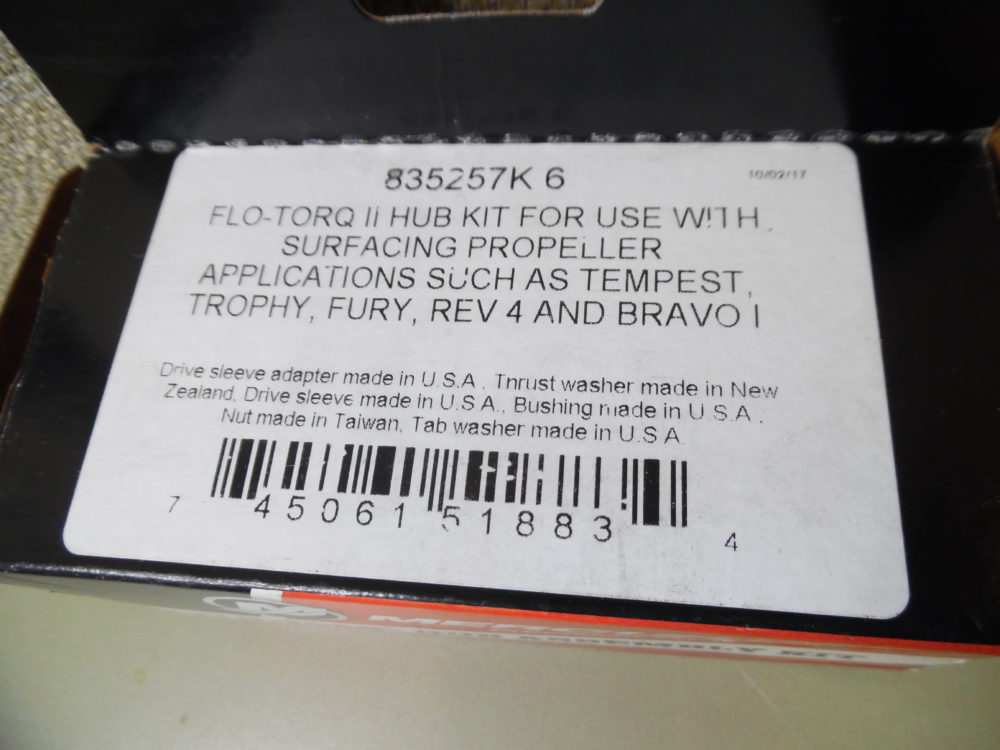 835257K 6
10/02/17
FLO-TORQ II HUB KIT FOR USE WITH
SURFACING PROPELLER
APPLICATIONS SUCH AS TEMPEST,
TROPHY, FURY, REV 4 AND BRAVO I
Drive sleeve adapter made in U.S.A., Thrust washer made in New
Zealand, Drive sleeve made in U.S.A., Bushing made in U.S.A.,
Nut made in Taiwan, Tab washer made in U.S.A.
7 45061 51883 4
KIT